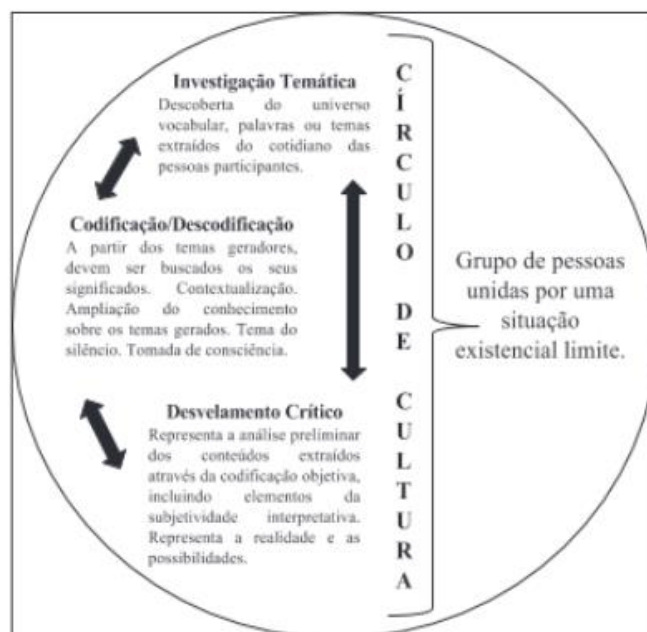 Investigação Temática
Descoberta do universo
vocabular, palavras ou temas
extraídos do cotidiano das
pessoas participantes.
Codificação/Descodificação
A partir dos temas geradores,
devem ser buscados os seus
significados. Contextualização.
Ampliação do conhecimento
sobre os temas gerados. Tema do
silêncio. Tomada de consciência.
Desvelamento Crítico
Representa a análise preliminar
dos conteúdos extraídos
através da codificação objetiva,
incluindo elementos da
subjetividade interpretativa.
Representa a realidade e as
possibilidades.
CÍRCULO DE CULTURA
Grupo de pessoas
unidas por uma
situação
existencial limite.